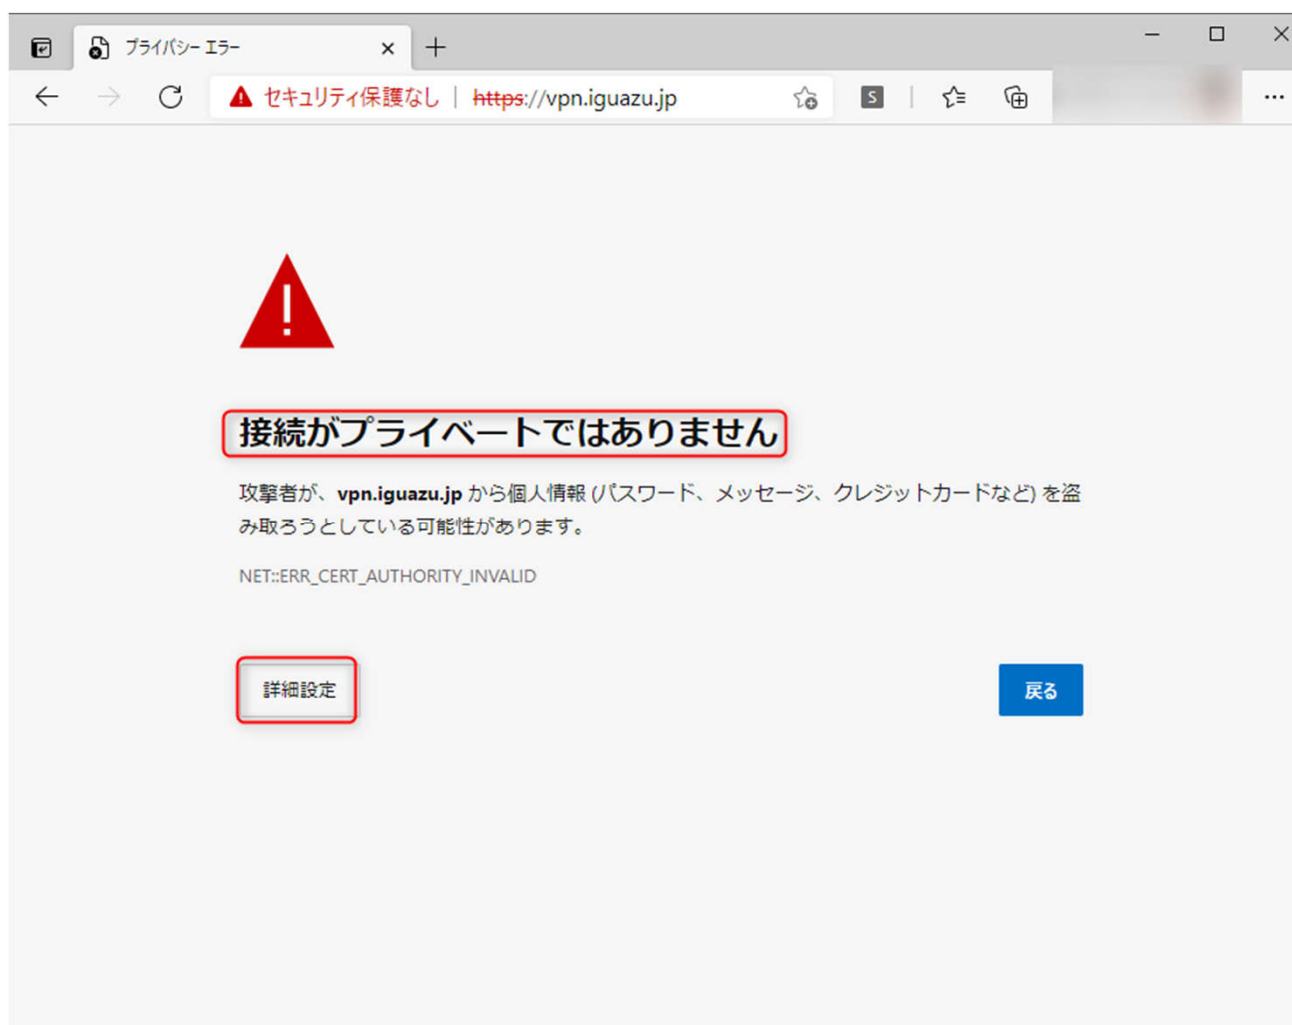 プライバシー エラー
セキュリティ保護なし https://vpn.iguazu.jp
S
接続がプライベートではありません
攻撃者が、vpn.iguazu.jp から個人情報 (パスワード、メッセージ、クレジットカードなど) を盗
み取ろうとしている可能性があります。
NET::ERR_CERT_AUTHORITY_INVALID
詳細設定
戻る